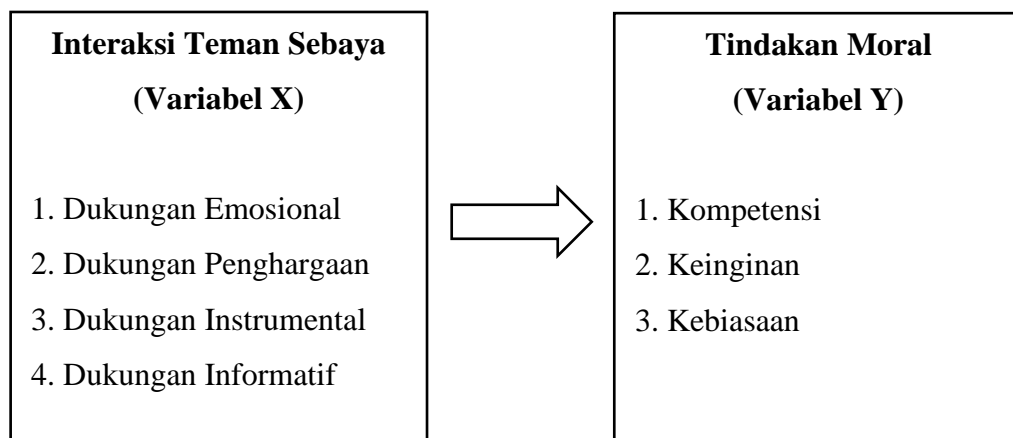 Interaksi Teman Sebaya
(Variabel X)
1. Dukungan Emosional
2. Dukungan Penghargaan
3. Dukungan Instrumental
4. Dukungan Informatif
Tindakan Moral
(Variabel Y)
1. Kompetensi
2. Keinginan
3. Kebiasaan